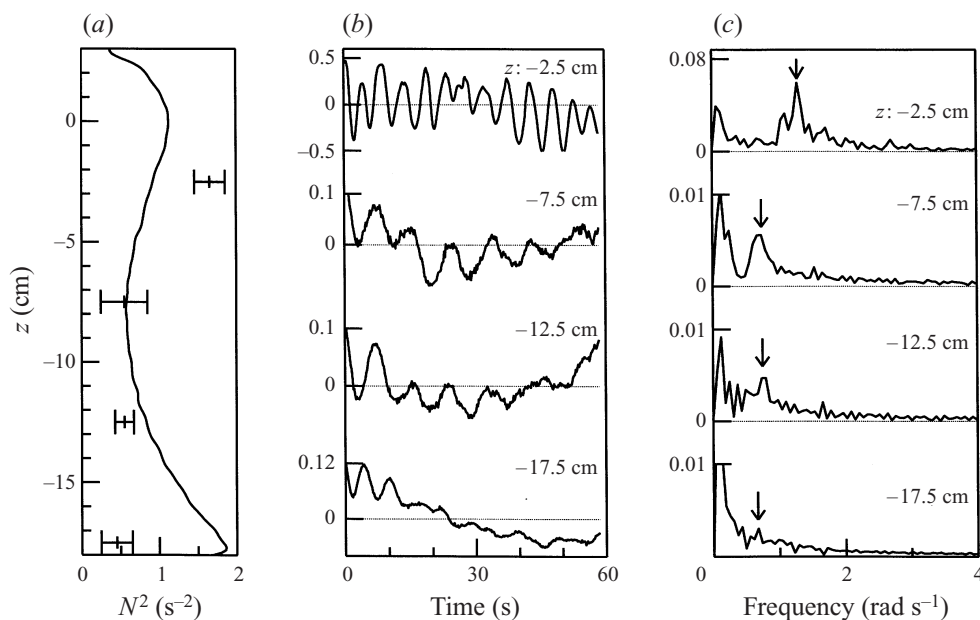 (a)
(b)
(c)
0
−5
−10
−15
z (cm)
0
1
2
N² (s⁻²)
0.5
0
−0.5
z: −2.5 cm
0.1
0
−7.5 cm
0.1
0
−12.5 cm
0.12
0
−17.5 cm
0
30
60
Time (s)
0.08
0
z: −2.5 cm
0.01
0
−7.5 cm
0.01
0
−12.5 cm
0.01
−17.5 cm
0
2
4
Frequency (rad s⁻¹)